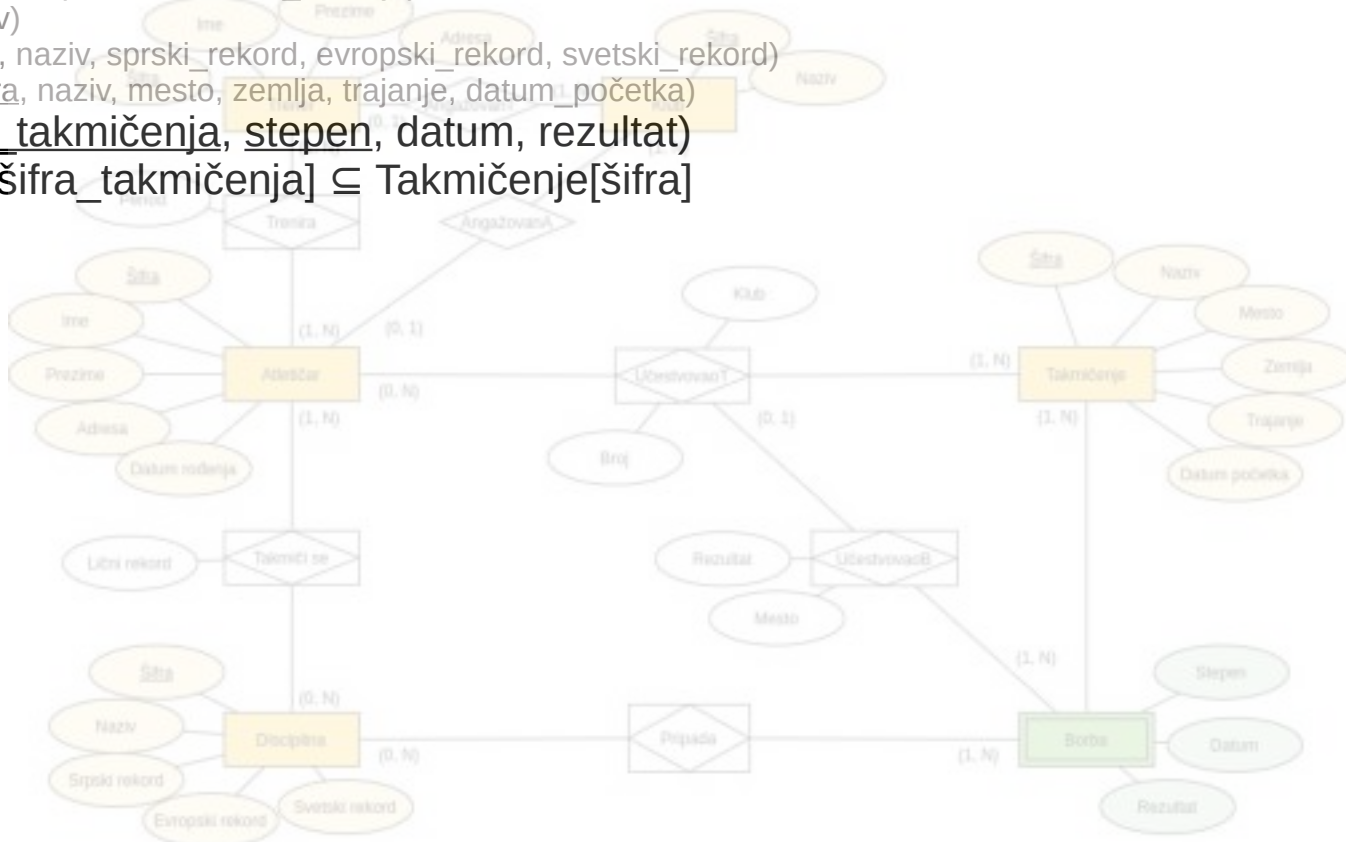 v)
, naziv, sprski_rekord, evropski_rekord, svetski_rekord)
a, naziv, mesto, zemlja, trajanje, datum_početka)
_takmičenja, stepen, datum, rezultat)
šifra_takmičenja] ⊆ Takmičenje[šifra]
Prezime
Ime
Adresa
Šifra
Naziv
Period
Trenira
AngažovanA
Šifra
Šifra
Naziv
Klub
Mesto
Ime
(1, N)
(0, 1)
(1, N)
Prezime
Atletičar
UčestvovaoT
Takmičenje
Zemlja
(0, N)
(1, N)
(0, 1)
(1, N)
Trajanje
Adresa
Broj
Datum rođenja
Datum početka
Lični rekord
Takmiči se
Rezultat
UčestvovaoB
Mesto
(1, N)
Šifra
Stepen
(0, N)
Naziv
Disciplina
Pripada
Borba
Datum
(0, N)
(1, N)
Srpski rekord
Svetski rekord
Rezultat
Evropski rekord